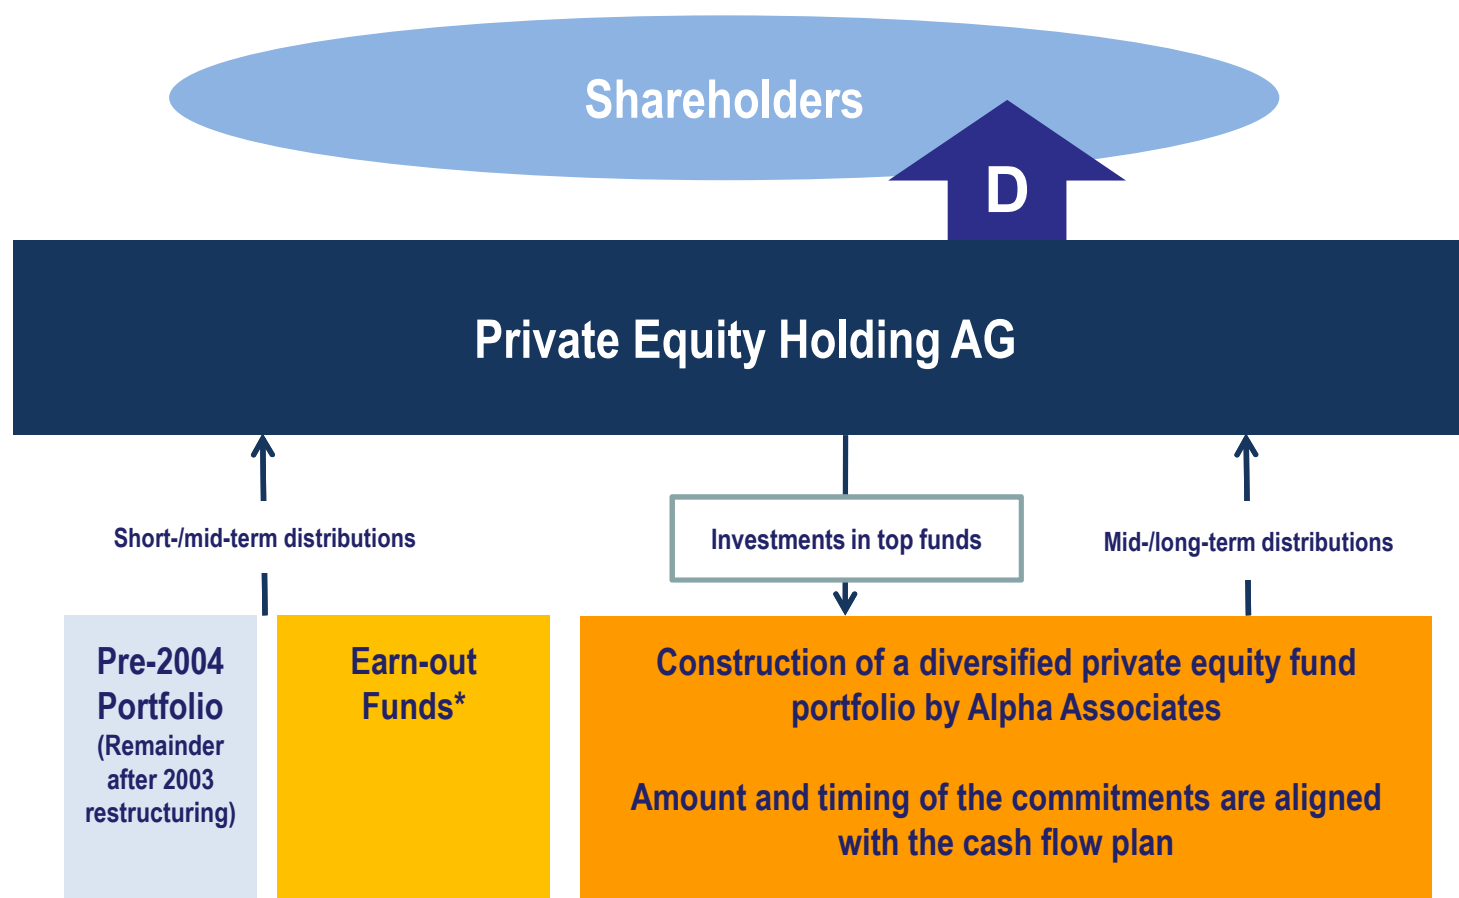 Shareholders
D
Private Equity Holding AG
Short-/mid-term distributions
Investments in top funds
Mid-/long-term distributions
Pre-2004
Portfolio
(Remainder
after 2003
restructuring)
Earn-out
Funds*
Construction of a diversified private equity fund
portfolio by Alpha Associates
Amount and timing of the commitments are aligned
with the cash flow plan